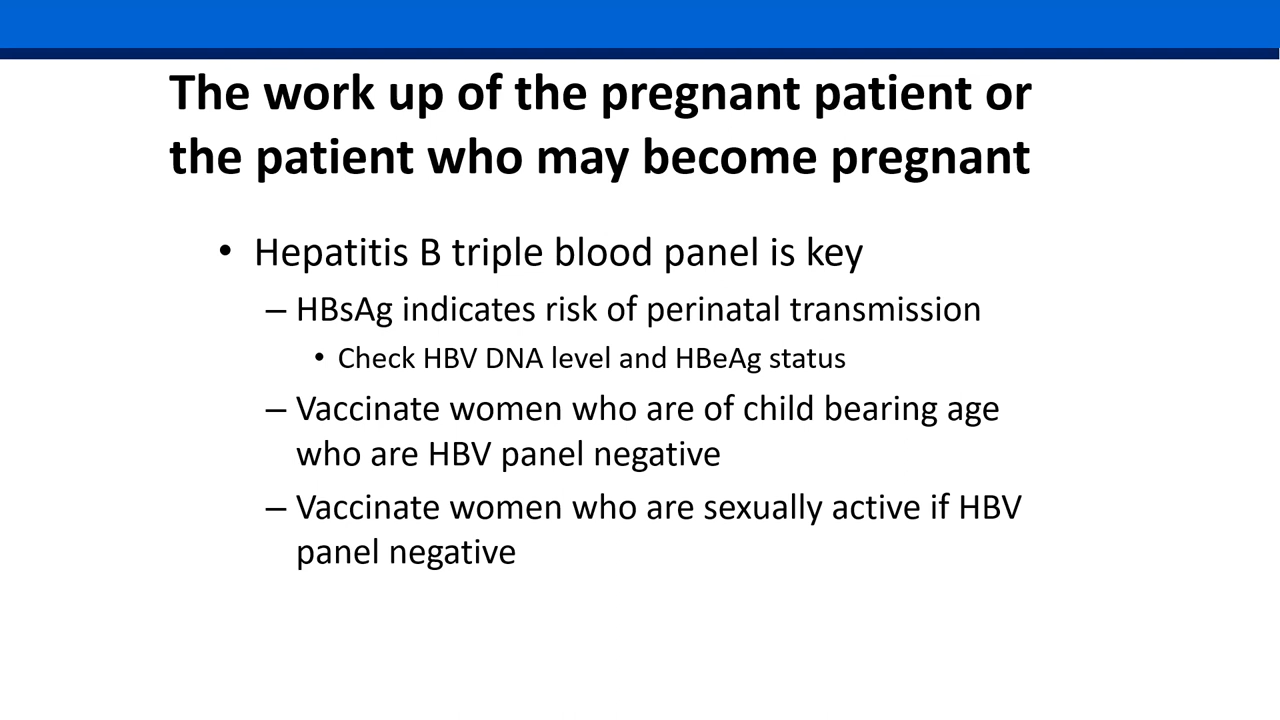 The work up of the pregnant patient or
the patient who may become pregnant
• Hepatitis B triple blood panel is key
– HBsAg indicates risk of perinatal transmission
• Check HBV DNA level and HBeAg status
– Vaccinate women who are of child bearing age
who are HBV panel negative
– Vaccinate women who are sexually active if HBV
panel negative